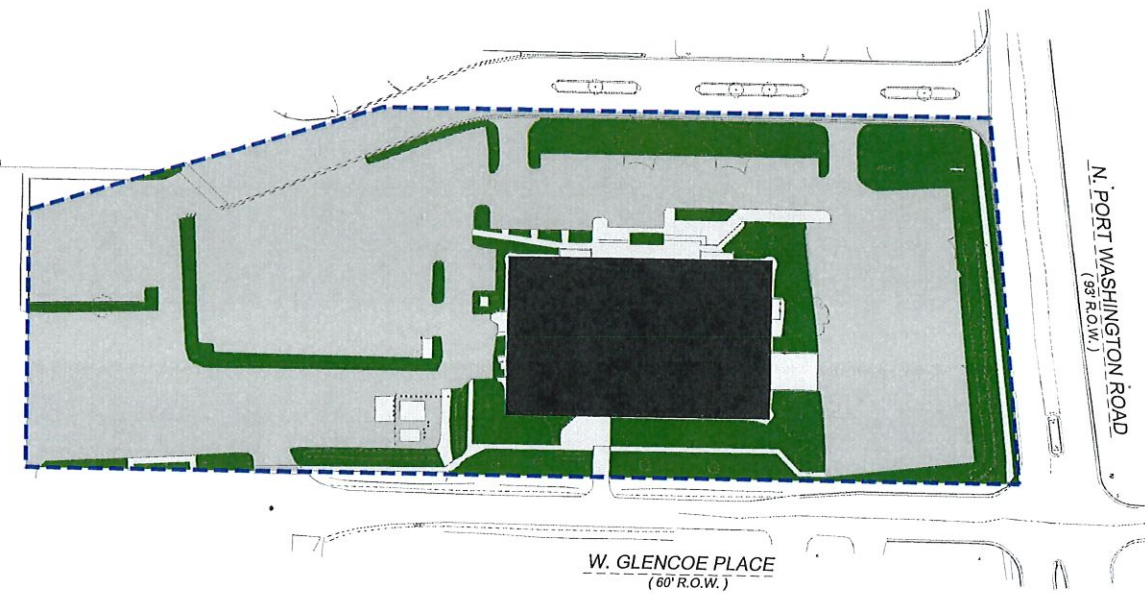 N. PORT WASHINGTON ROAD
( 93' R.O.W. )
W. GLENCOE PLACE
( 60' R.O.W. )